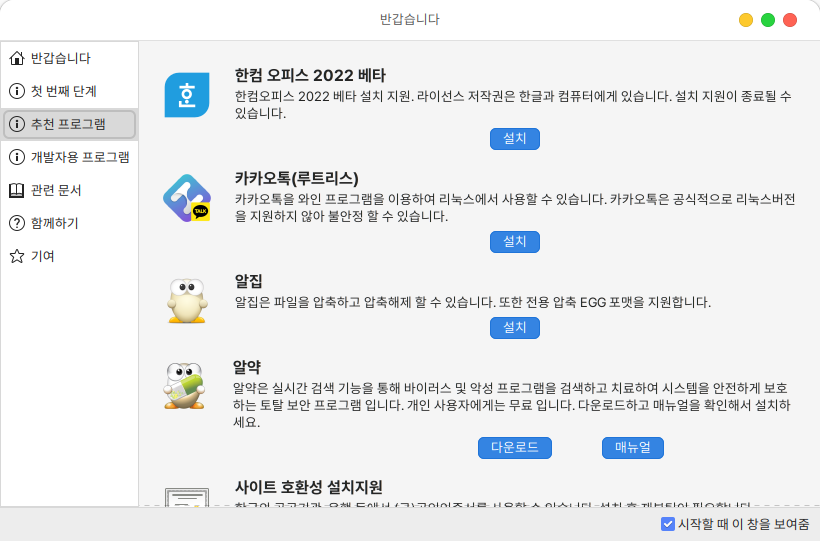 반갑습니다
반갑습니다
첫 번째 단계
추천 프로그램
개발자용 프로그램
관련 문서
함께하기
기여
한컴 오피스 2022 베타
한컴오피스 2022 베타 설치 지원. 라이선스 저작권은 한글과 컴퓨터에게 있습니다. 설치 지원이 종료될 수
있습니다.
설치
TALK
카카오톡(루트리스)
카카오톡을 와인 프로그램을 이용하여 리눅스에서 사용할 수 있습니다. 카카오톡은 공식적으로 리눅스버전
을 지원하지 않아 불안정 할 수 있습니다.
설치
알집
알집은 파일을 압축하고 압축해제 할 수 있습니다. 또한 전용 압축 EGG 포맷을 지원합니다.
설치
알약
알약은 실시간 검색 기능을 통해 바이러스 및 악성 프로그램을 검색하고 치료하여 시스템을 안전하게 보호
하는 토탈 보안 프로그램 입니다. 개인 사용자에게는 무료 입니다. 다운로드하고 매뉴얼을 확인해서 설치하
세요.
다운로드
매뉴얼
사이트 호환성 설치지원
시작할 때 이 창을 보여줌